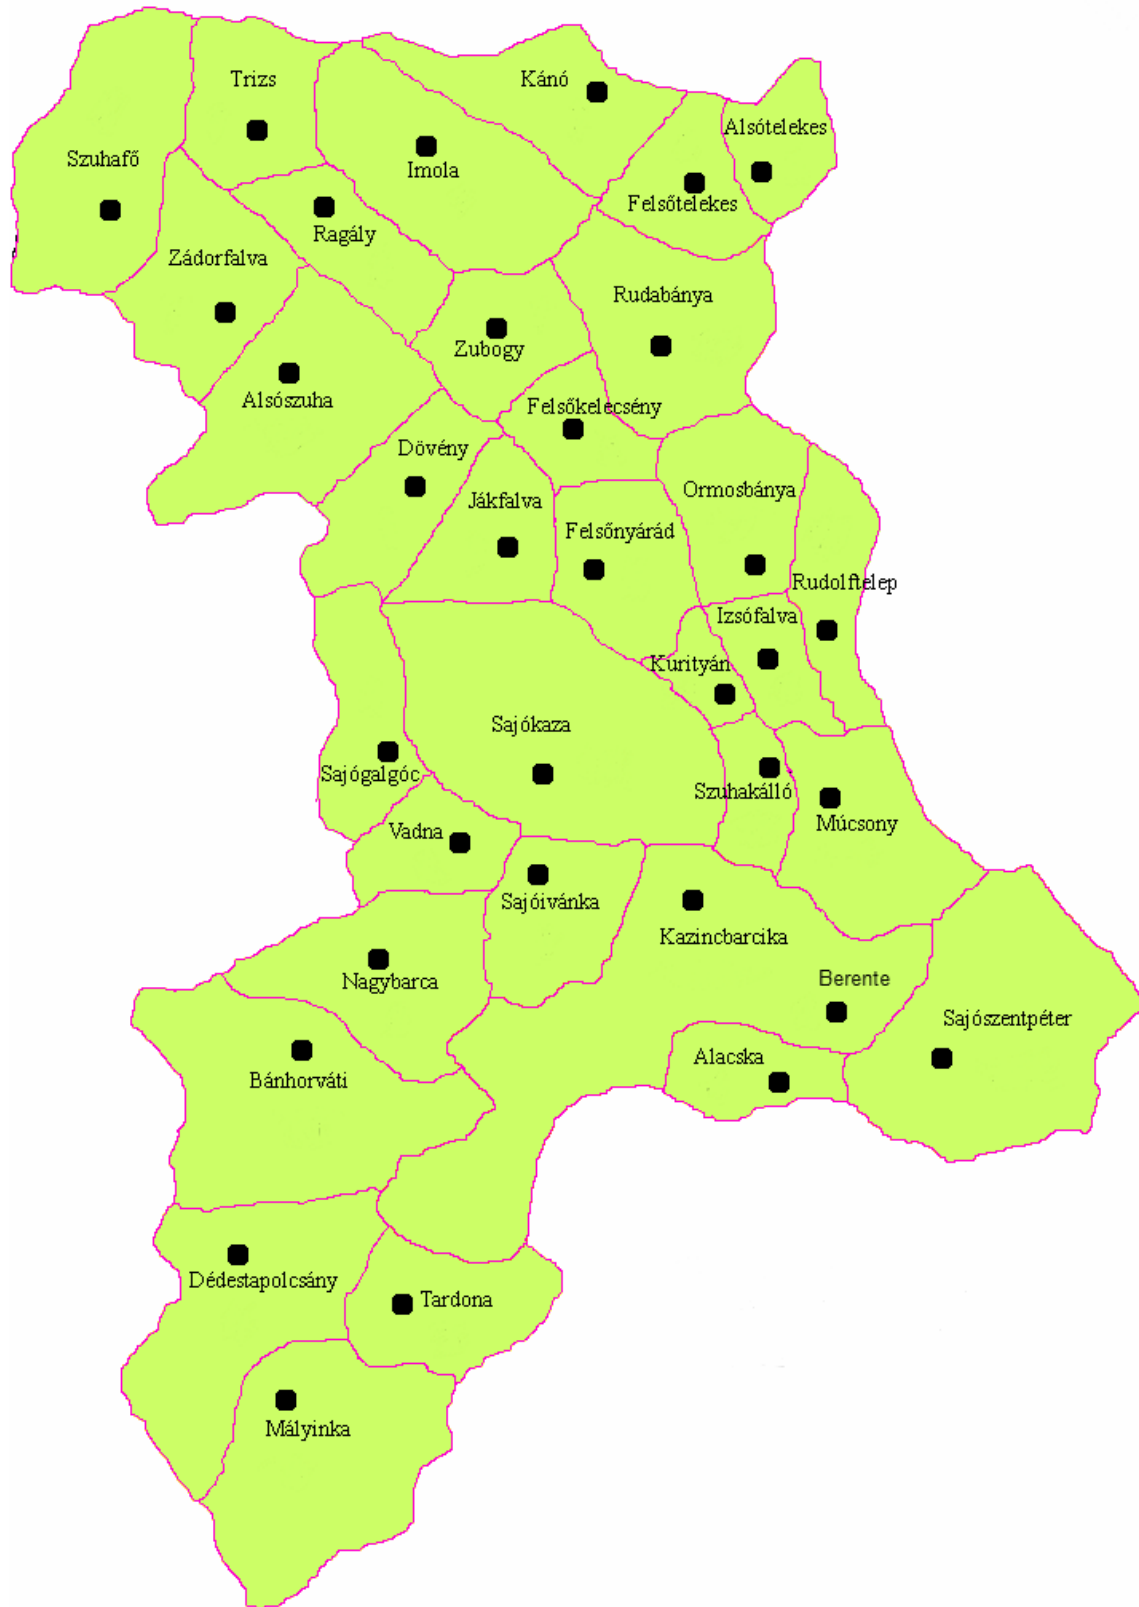 Trizs
Kánó
Alsótelekes
Szuhafő
Imola
Felsőtelekes
Ragály
Zádorfalva
Rudabánya
Zubogy
Alsószuha
Felsőkelecsény
Dövény
Ormosbánya
Jákfalva
Felsőnyárád
Rudolftelep
Izsófalva
Kurityán
Sajókaza
Sajógalgóc
Szuhakálló
Múcsony
Vadna
Sajóivánka
Kazincbarcika
Nagybarca
Berente
Sajószentpéter
Alacska
Bánhorváti
Dédestapolcsány
Tardona
Mályinka